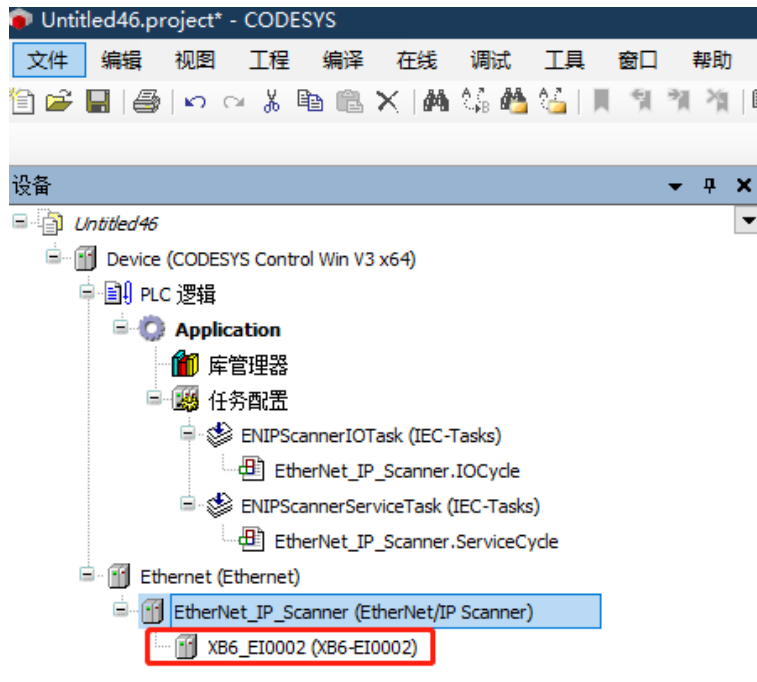 Untitled46.project* - CODESYS
文件 编辑 视图 工程 编译 在线 调试 工具 窗口 帮助
设备
Untitled46
Device (CODESYS Control Win V3 x64)
PLC 逻辑
Application
库管理器
任务配置
ENIPScannerIOTask (IEC-Tasks)
EtherNet_IP_Scanner.IOCycle
ENIPScannerServiceTask (IEC-Tasks)
EtherNet_IP_Scanner.ServiceCycle
Ethernet (Ethernet)
EtherNet_IP_Scanner (EtherNet/IP Scanner)
XB6_EI0002 (XB6-EI0002)